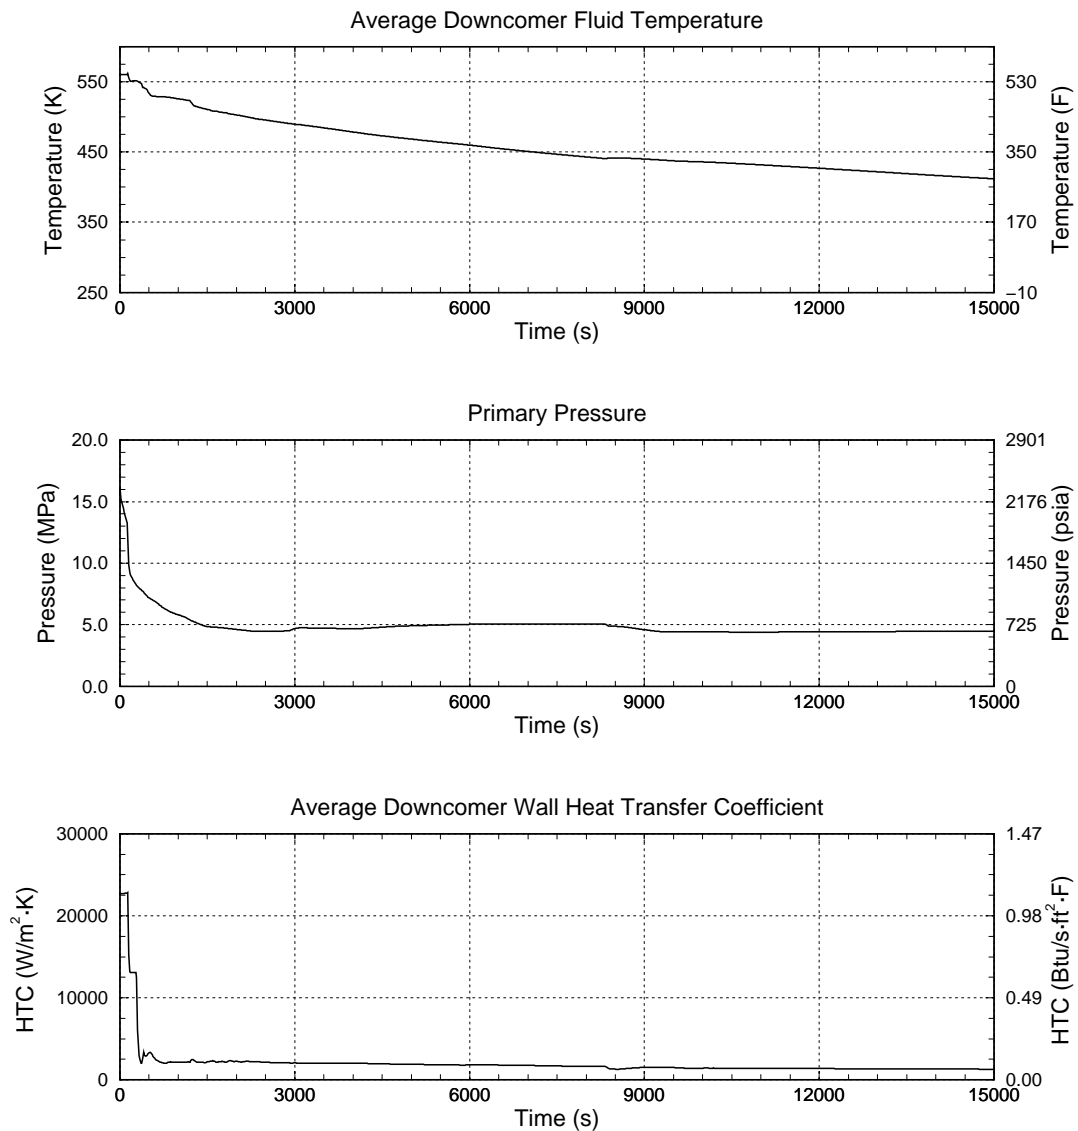 Average Downcomer Fluid Temperature
Temperature (K)
550
450
350
250
530
350
170
−10
Temperature (F)
0 3000 6000 9000 12000 15000
Time (s)
Primary Pressure
Pressure (MPa)
20.0
15.0
10.0
5.0
0.0
2901
2176
1450
725
0
Pressure (psia)
0 3000 6000 9000 12000 15000
Time (s)
Average Downcomer Wall Heat Transfer Coefficient
HTC (W/m²·K)
30000
20000
10000
0
1.47
0.98
0.49
0.00
HTC (Btu/s·ft²·F)
0 3000 6000 9000 12000 15000
Time (s)